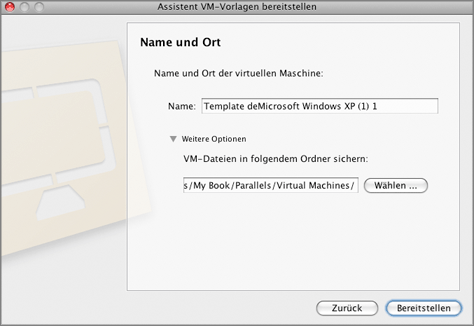 Assistent VM-Vorlagen bereitstellen
Name und Ort
Name und Ort der virtuellen Maschine:
Name: Template deMicrosoft Windows XP (1) 1
Weitere Optionen
VM-Dateien in folgendem Ordner sichern:
s/My Book/Parallels/Virtual Machines/ Wählen ...
Zurück Bereitstellen